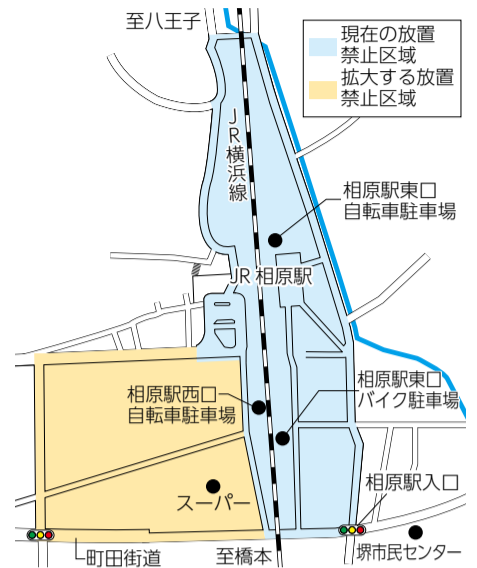 至八王子
現在の放置
禁止区域
拡大する放置
禁止区域
JR横浜線
相原駅東口
自転車駐車場
JR 相原駅
相原駅西口
自転車駐車場
相原駅東口
バイク駐車場
スーパー
相原駅入口
町田街道
至橋本
堺市民センター